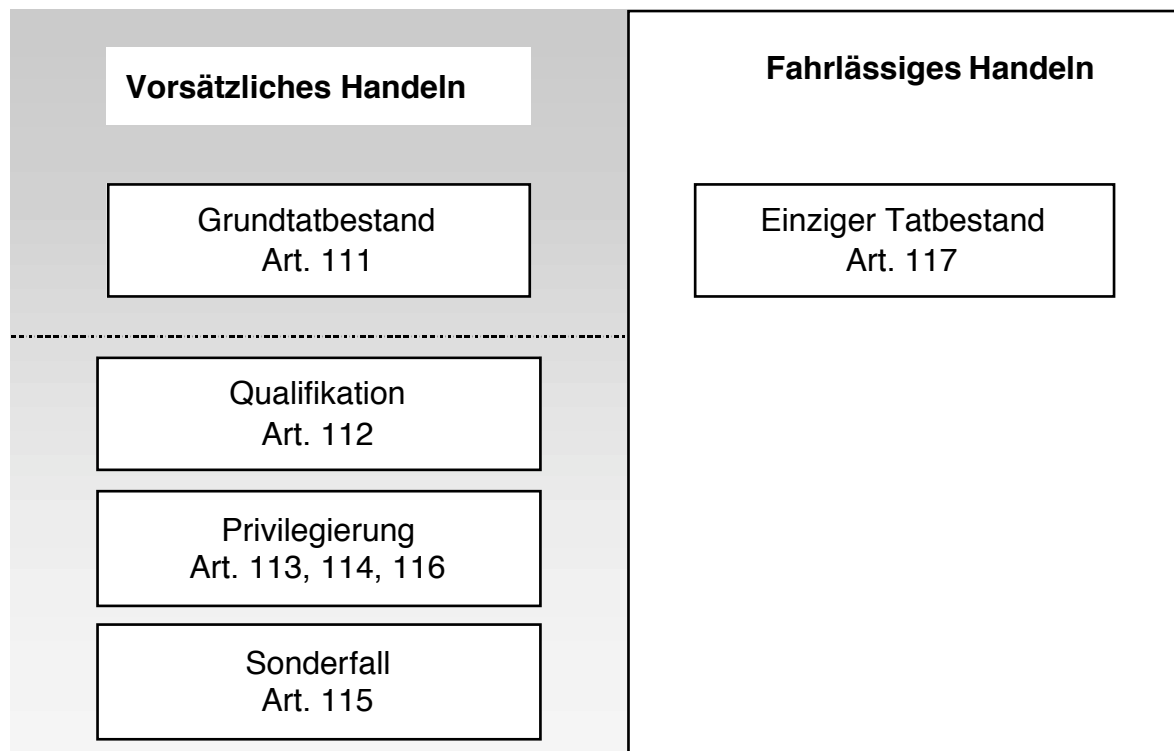 Vorsätzliches Handeln
Grundtatbestand
Art. 111
Qualifikation
Art. 112
Privilegierung
Art. 113, 114, 116
Sonderfall
Art. 115
Fahrlässiges Handeln
Einziger Tatbestand
Art. 117